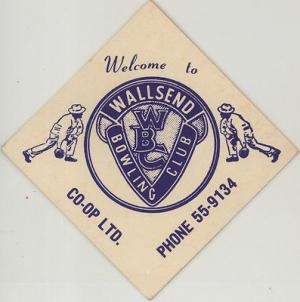 Welcome to
WALLSEND
BOWLING CLUB
WBC
CO-OP LTD.
PHONE 55-9134